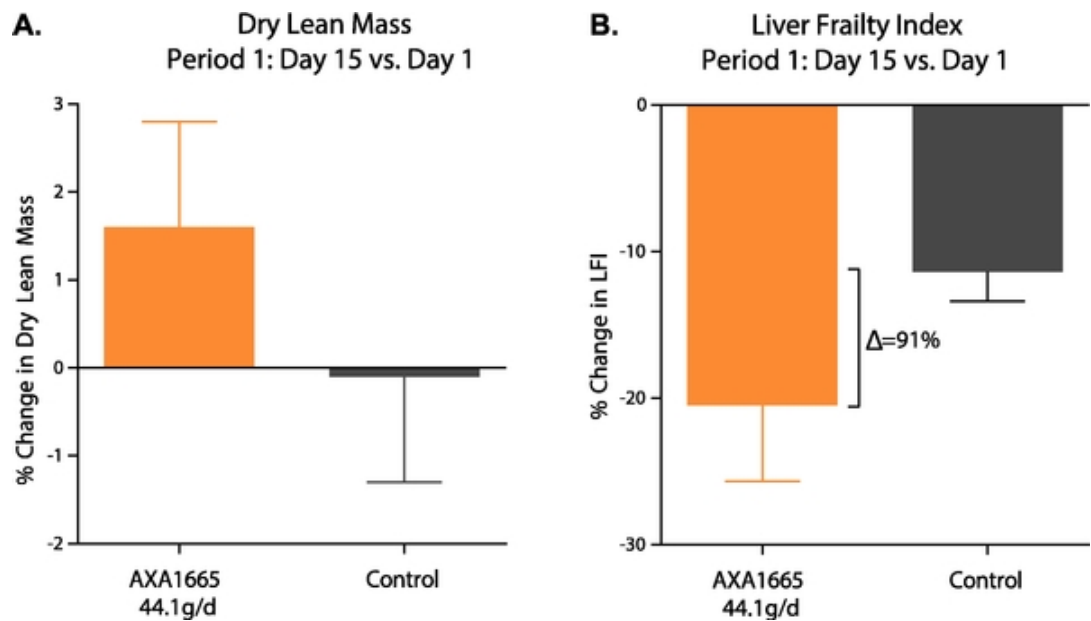 A.
Dry Lean Mass
Period 1: Day 15 vs. Day 1
% Change in Dry Lean Mass
3
2
1
0
-1
-2
AXA1665
44.1g/d
Control
B.
Liver Frailty Index
Period 1: Day 15 vs. Day 1
% Change in LFI
0
-10
-20
-30
Δ=91%
AXA1665
44.1g/d
Control